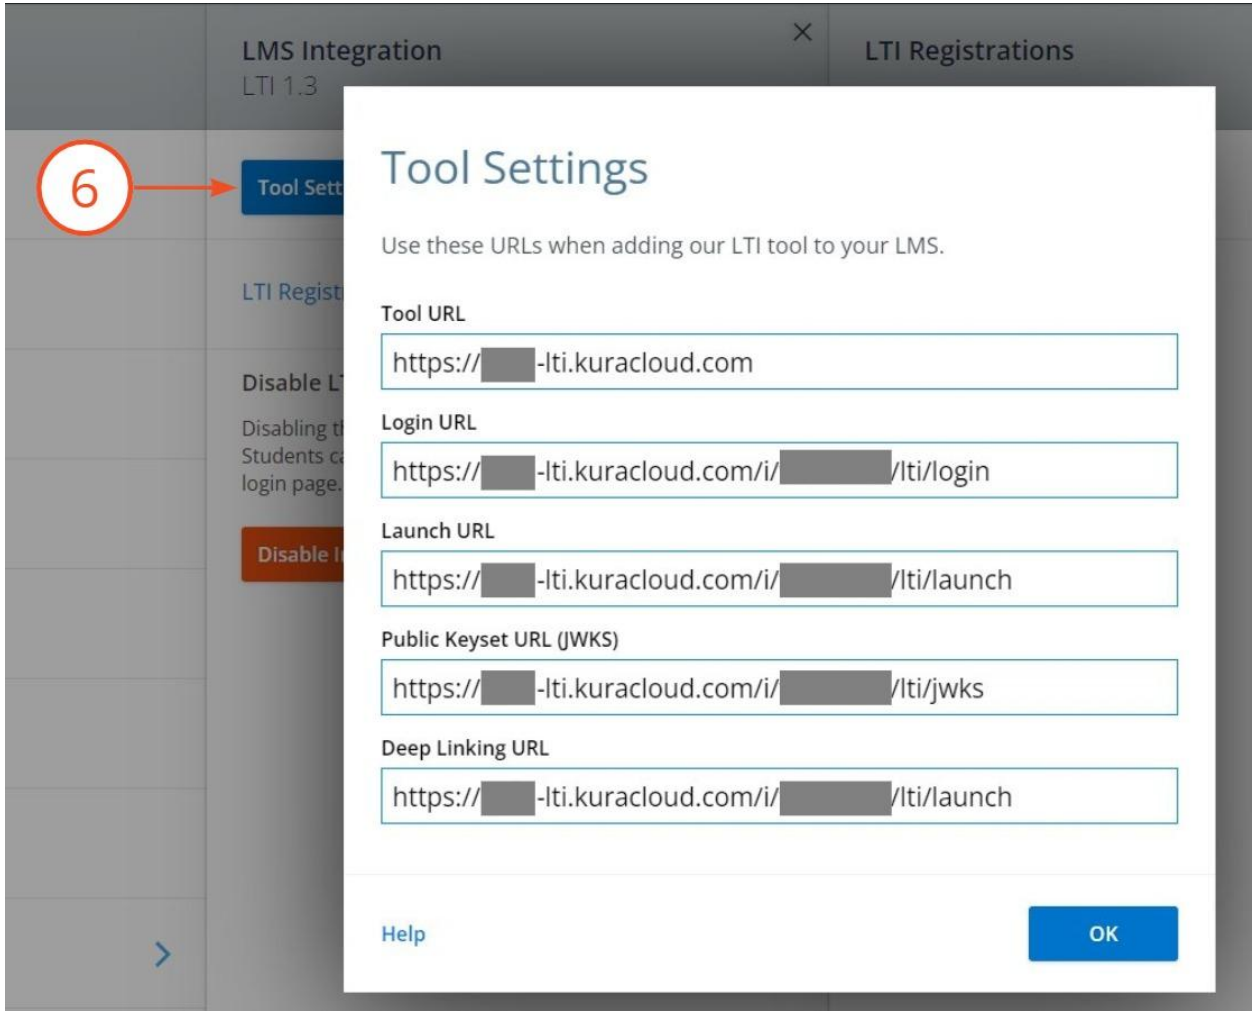 LMS Integration
LTI 1.3
LTI Registrations
6
Tool Sett
LTI Regist
Disable L
Disabling t
Students ca
login page.
Disable I
Tool Settings
Use these URLs when adding our LTI tool to your LMS.
Tool URL
https:// -lti.kuracloud.com
Login URL
https:// -lti.kuracloud.com/i/ /lti/login
Launch URL
https:// -lti.kuracloud.com/i/ /lti/launch
Public Keyset URL (JWKS)
https:// -lti.kuracloud.com/i/ /lti/jwks
Deep Linking URL
https:// -lti.kuracloud.com/i/ /lti/launch
Help
OK